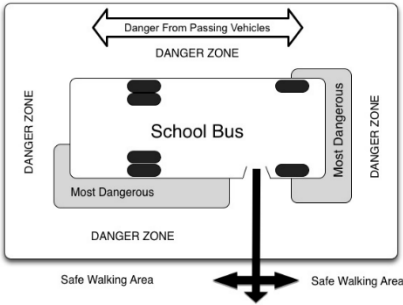 Danger From Passing Vehicles
DANGER ZONE
DANGER ZONE
School Bus
Most Dangerous
DANGER ZONE
Most Dangerous
DANGER ZONE
Safe Walking Area
Safe Walking Area